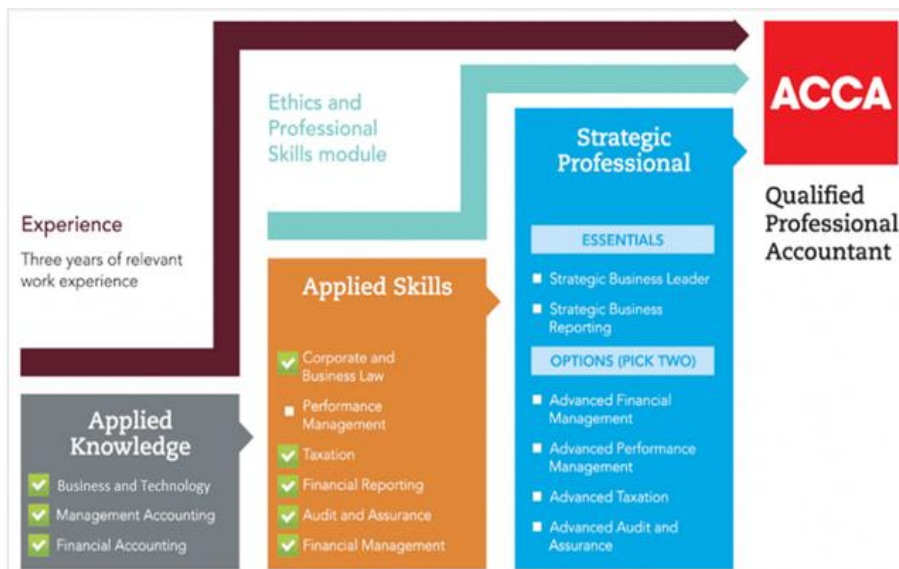 Experience
Three years of relevant
work experience
Applied
Knowledge
Business and Technology
Management Accounting
Financial Accounting
Ethics and
Professional
Skills module
Applied Skills
Corporate and
Business Law
Performance
Management
Taxation
Financial Reporting
Audit and Assurance
Financial Management
Strategic
Professional
ESSENTIALS
Strategic Business Leader
Strategic Business
Reporting
OPTIONS (PICK TWO)
Advanced Financial
Management
Advanced Performance
Management
Advanced Taxation
Advanced Audit and
Assurance
ACCA
Qualified
Professional
Accountant